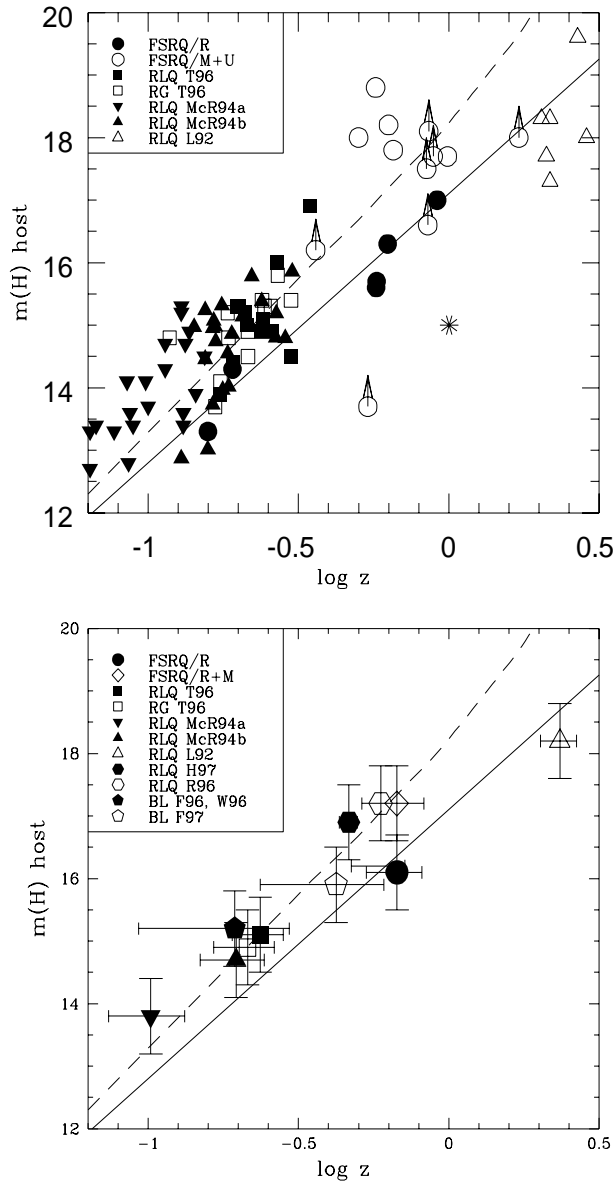 20
18
16
14
12
m(H) host
FSRQ/R
FSRQ/M+U
RLQ T96
RG T96
RLQ McR94a
RLQ McR94b
RLQ L92
-1
-0.5
0
0.5
log z
20
18
16
14
12
m(H) host
FSRQ/R
FSRQ/R+M
RLQ T96
RG T96
RLQ McR94a
RLQ McR94b
RLQ L92
RLQ H97
RLQ R96
BL F96, W96
BL F97
-1
-0.5
0
0.5
log z